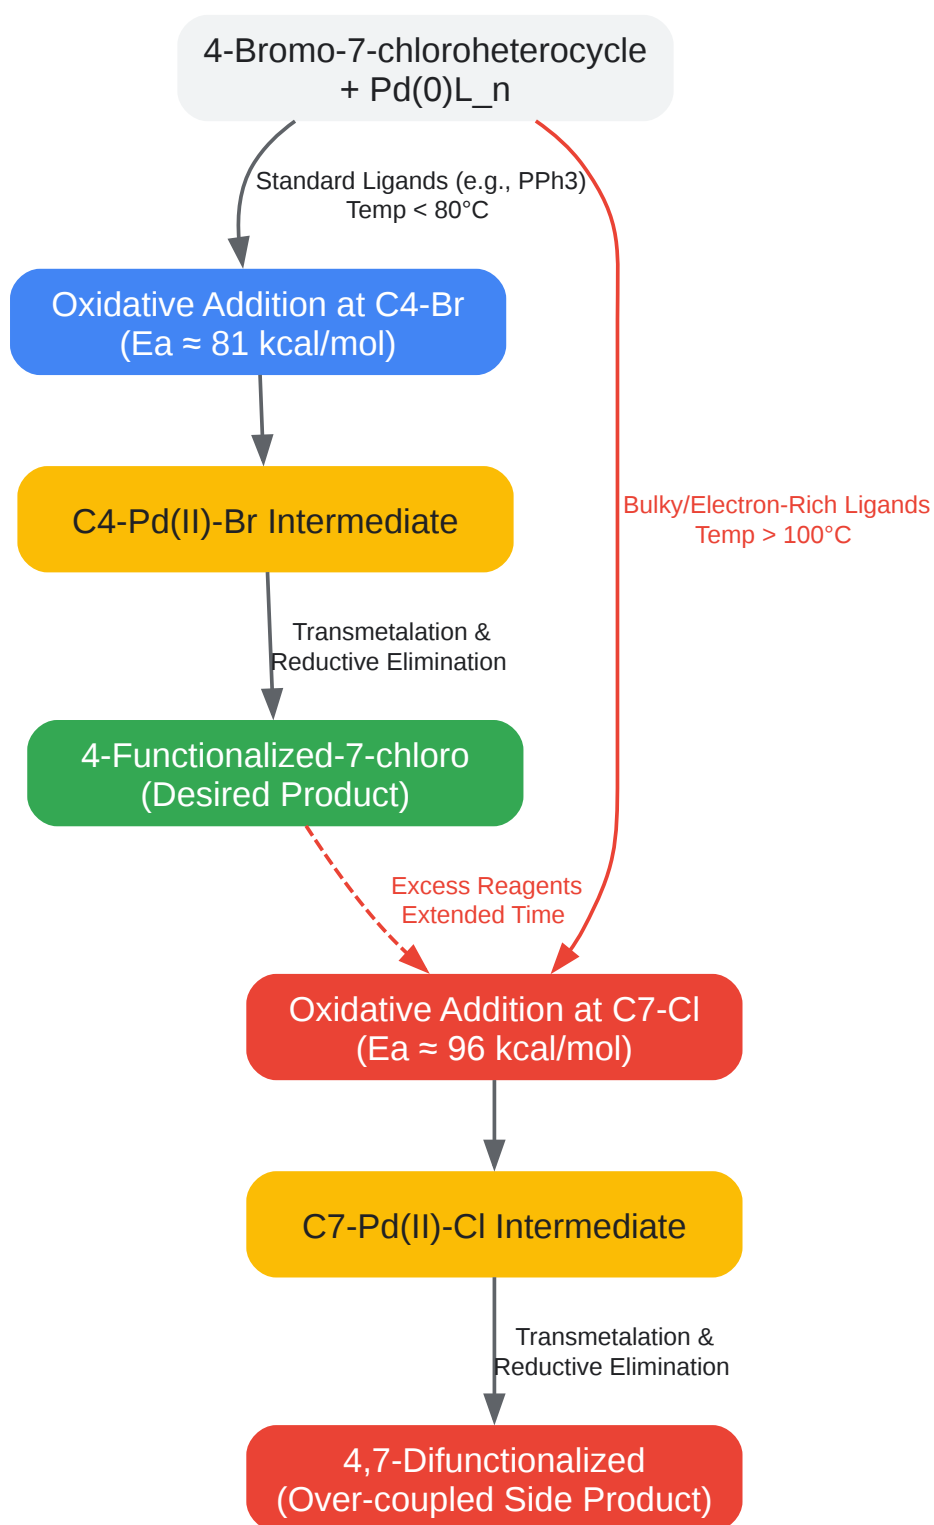 4-Bromo-7-chloroheterocycle
+ Pd(0)L_n
Standard Ligands (e.g., PPh3)
Temp < 80°C
Oxidative Addition at C4-Br
(Ea ≈ 81 kcal/mol)
C4-Pd(II)-Br Intermediate
Bulky/Electron-Rich Ligands
Temp > 100°C
Transmetalation &
Reductive Elimination
4-Functionalized-7-chloro
(Desired Product)
Excess Reagents
Extended Time
Oxidative Addition at C7-Cl
(Ea ≈ 96 kcal/mol)
C7-Pd(II)-Cl Intermediate
Transmetalation &
Reductive Elimination
4,7-Difunctionalized
(Over-coupled Side Product)